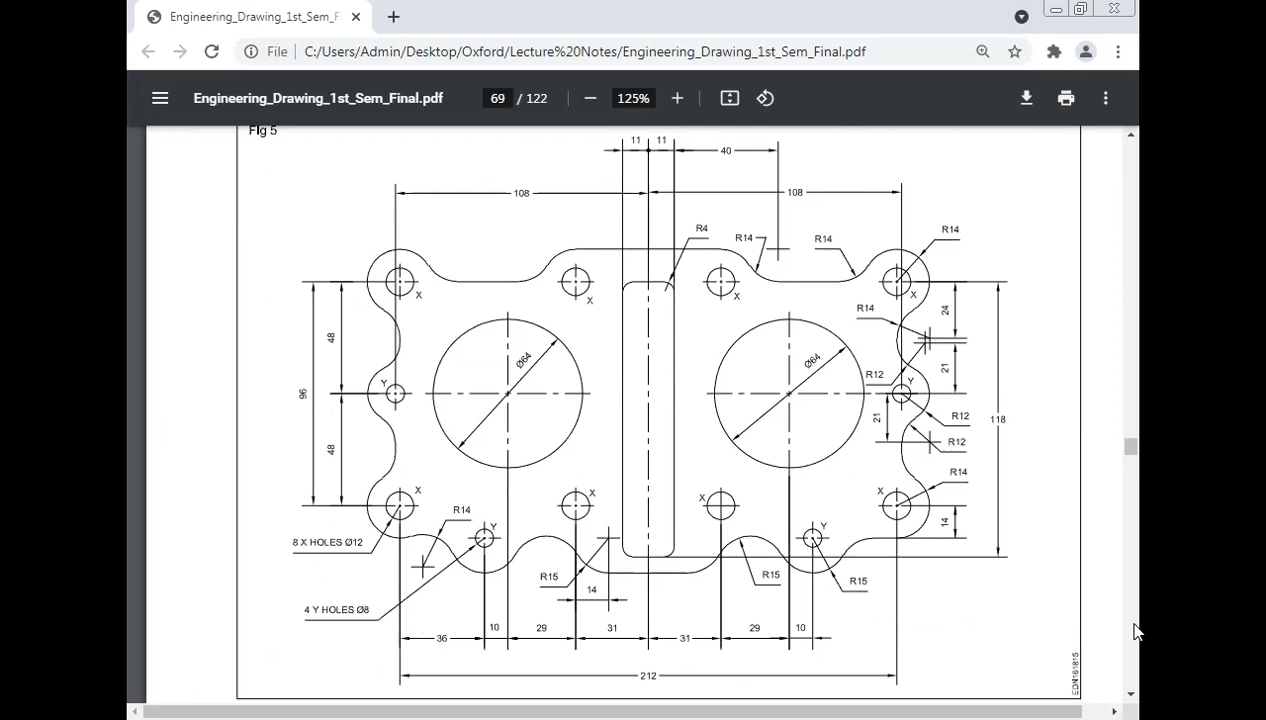 Engineering_Drawing_1st_Sem_F
File C:/Users/Admin/Desktop/Oxford/Lecture%20Notes/Engineering_Drawing_1st_Sem_Final.pdf
Engineering_Drawing_1st_Sem_Final.pdf 69 / 122 125%
Fig 5
11 11 40
108 108
R4 R14 R14 R14
X X X X
R14 24
48 Ø64 Ø64
R12 21
96 Y Y
R12
21 118
48 R12
R14
X X X X
R14 14
Y Y
8 X HOLES Ø12
R15 R15 R15
14
4 Y HOLES Ø8
36 10 29 31 31 29 10
212
EDN161815